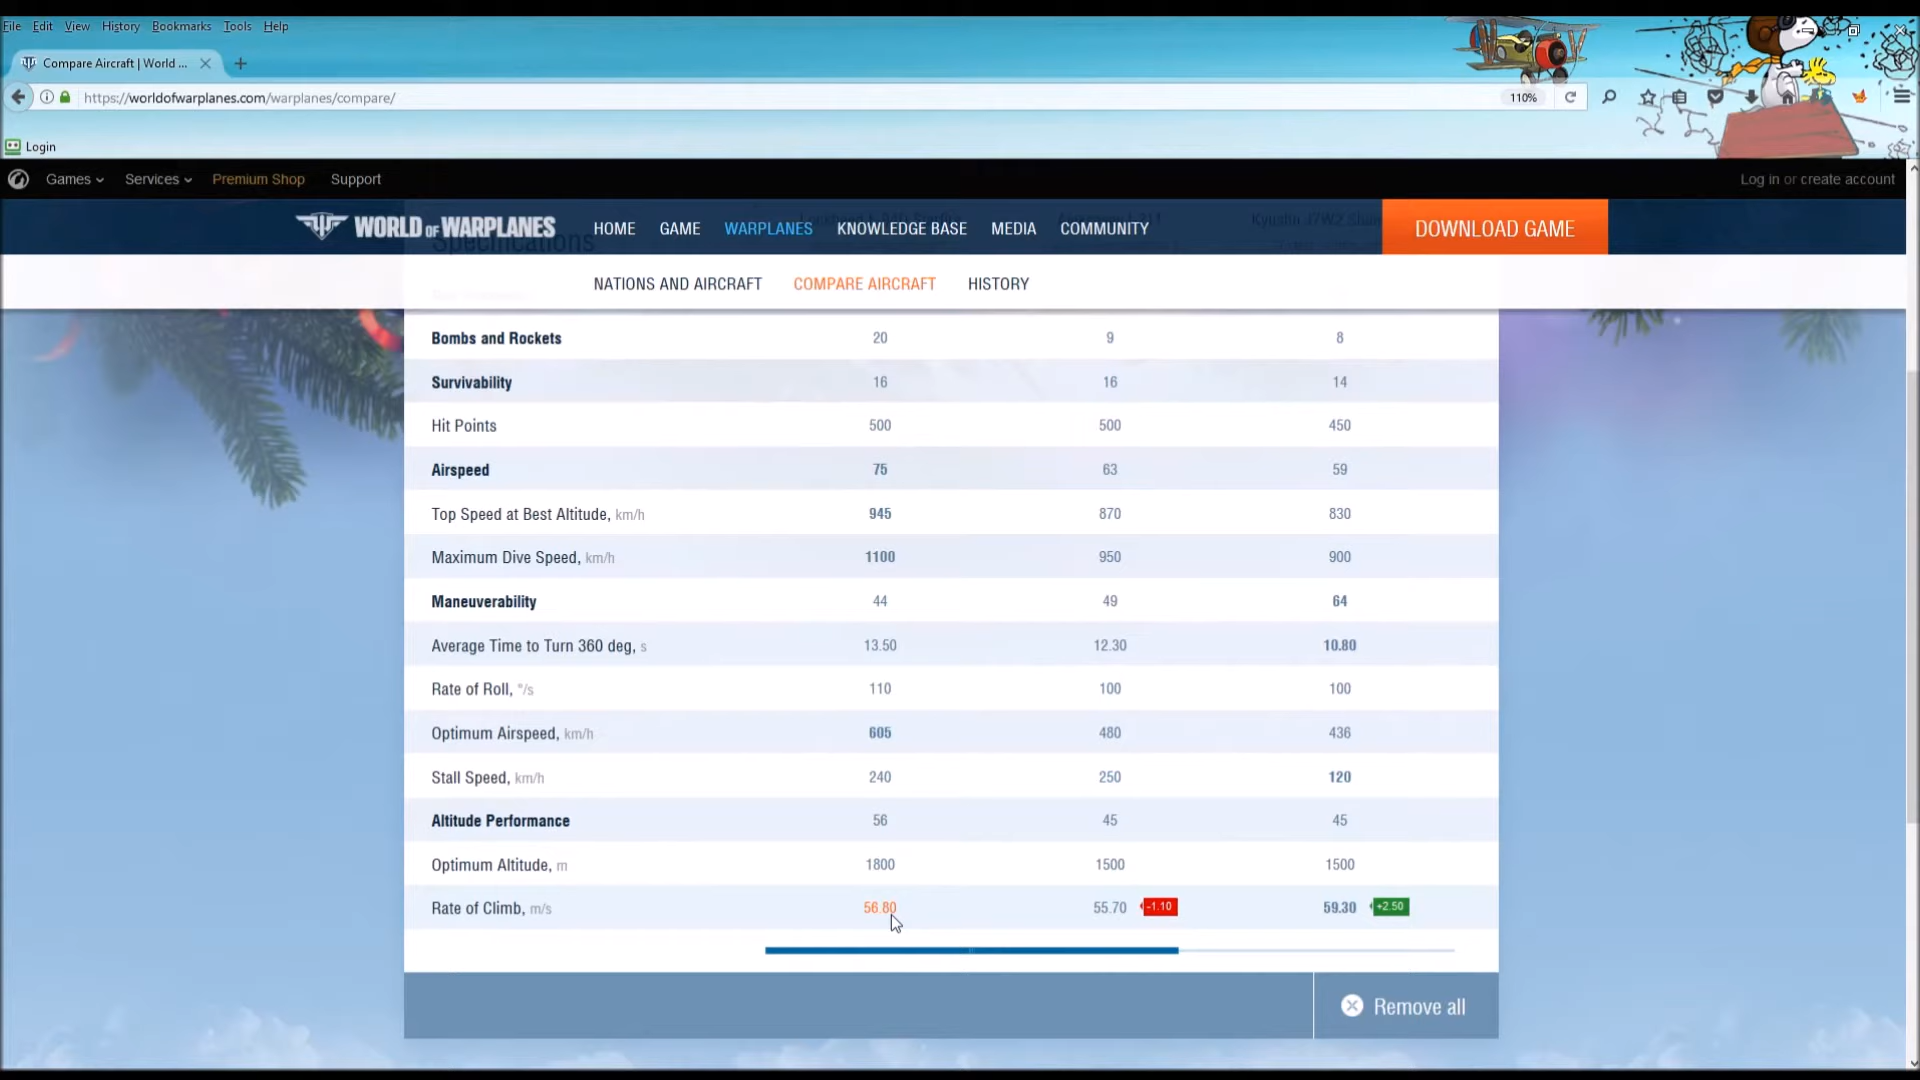 File Edit View History Bookmarks Tools Help
Compare Aircraft | World ...
https://worldofwarplanes.com/warplanes/compare/
110%
Login
Games Services Premium Shop Support
Log in or create account
WORLD OF WARPLANES
HOME GAME WARPLANES KNOWLEDGE BASE MEDIA COMMUNITY
DOWNLOAD GAME
Specifications
NATIONS AND AIRCRAFT COMPARE AIRCRAFT HISTORY
Bombs and Rockets 20 9 8
Survivability 16 16 14
Hit Points 500 500 450
Airspeed 75 63 59
Top Speed at Best Altitude, km/h 945 870 830
Maximum Dive Speed, km/h 1100 950 900
Maneuverability 44 49 64
Average Time to Turn 360 deg, s 13.50 12.30 10.80
Rate of Roll, °/s 110 100 100
Optimum Airspeed, km/h 605 480 436
Stall Speed, km/h 240 250 120
Altitude Performance 56 45 45
Optimum Altitude, m 1800 1500 1500
Rate of Climb, m/s 56.80 55.70 -1.10 59.30 +2.50
Remove all